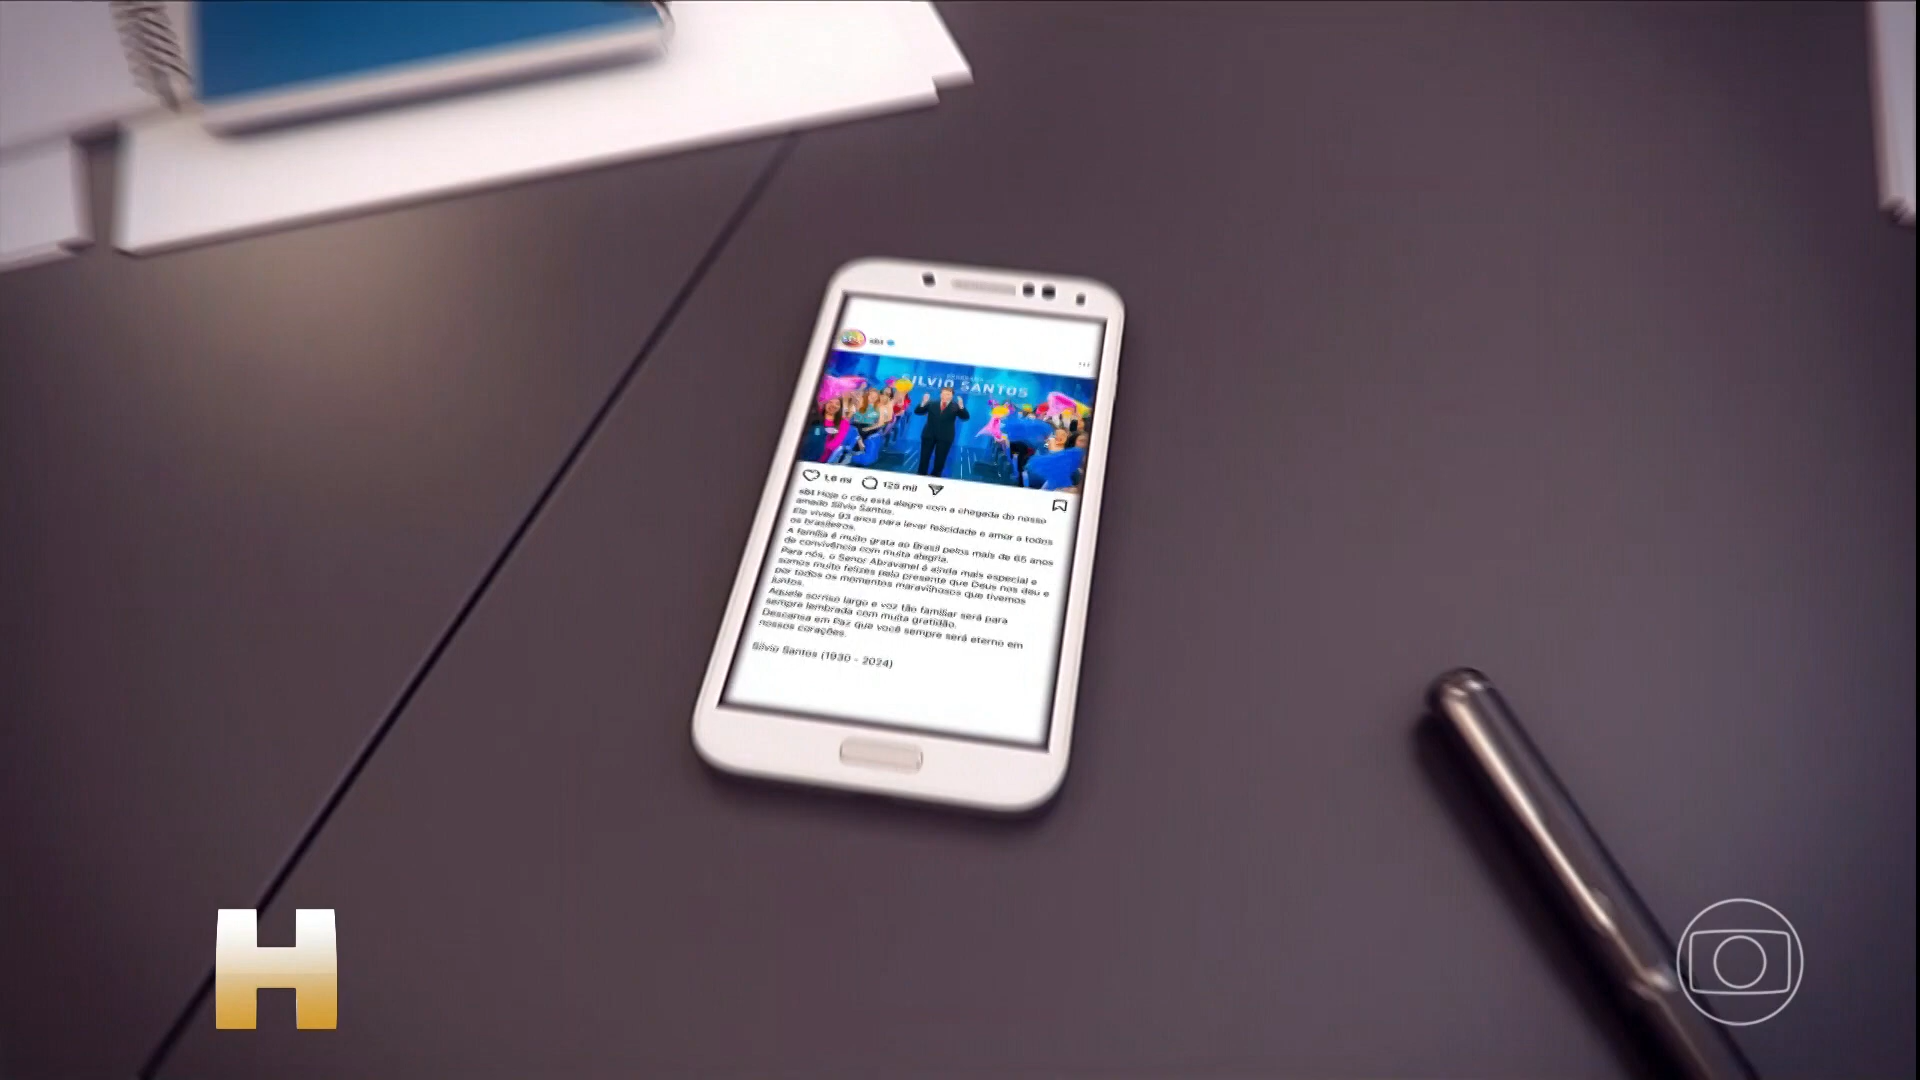 sbt
SILVIO SANTOS
1,6 mi 125 mil
sbt Hoje o céu está alegre com a chegada do nosso
amado Silvio Santos.
Ele viveu 93 anos para levar felicidade e amor a todos
os brasileiros.
A família é muito grata ao Brasil pelos mais de 65 anos
de convivência com muita alegria.
Para nós, o Senor Abravanel é ainda mais especial e
somos muito felizes pelo presente que Deus nos deu e
por todos os momentos maravilhosos que tivemos
juntos.
Aquele sorriso largo e voz tão familiar será para
sempre lembrada com muita gratidão.
Descansa em Paz que você sempre será eterno em
nossos corações.
Silvio Santos (1930 - 2024)
H